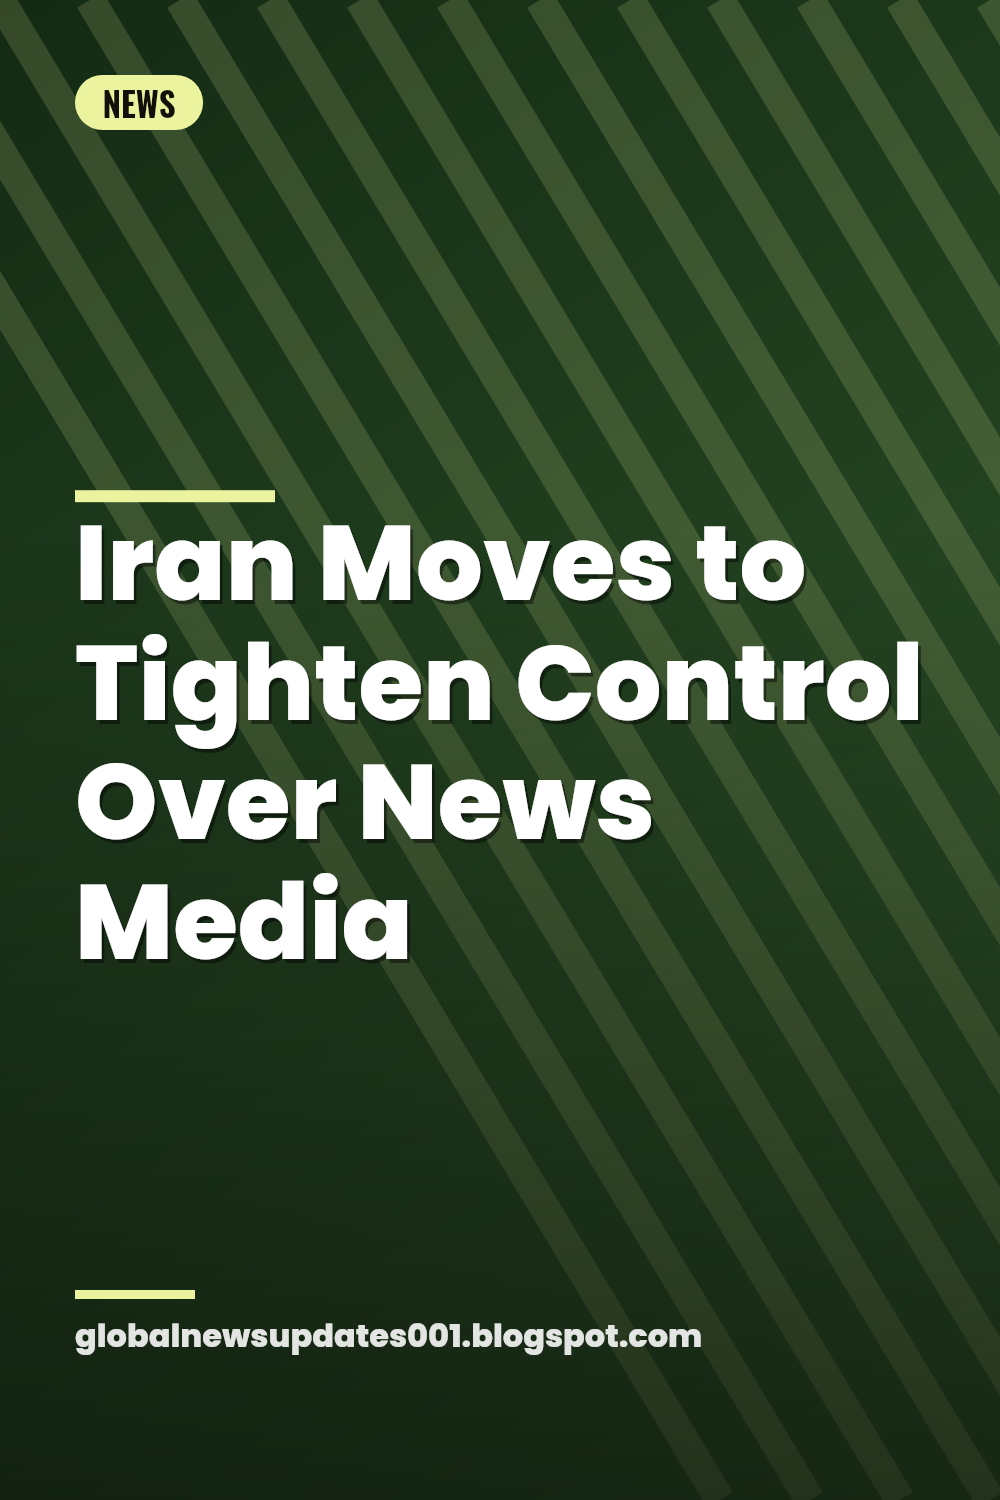 NEWS
Iran Moves to
Tighten Control
Over News
Media
globalnewsupdates001.blogspot.com